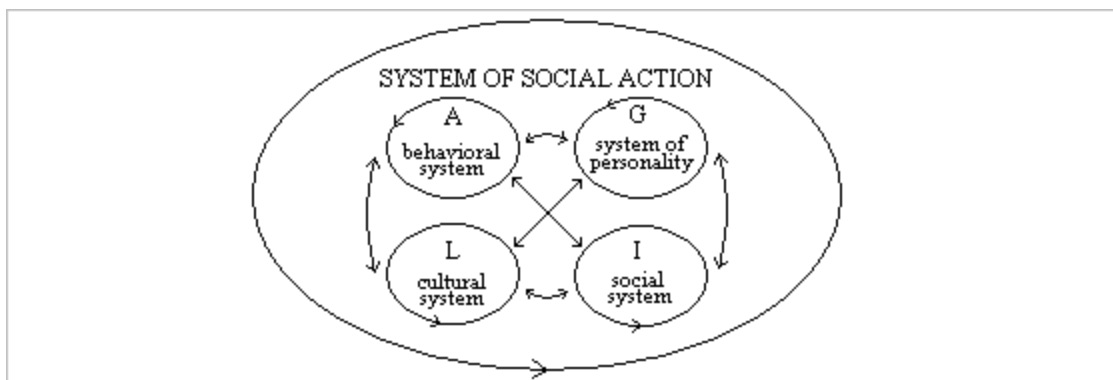 SYSTEM OF SOCIAL ACTION
A
behavioral
system
G
system of
personality
L
cultural
system
I
social
system